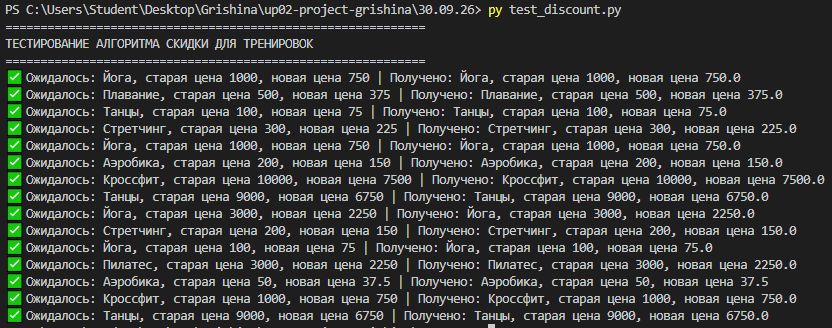 PS C:\Users\Student\Desktop\Grishina\up02-project-grishina\30.09.26> py test_discount.py
============================================================
ТЕСТИРОВАНИЕ АЛГОРИТМА СКИДКИ ДЛЯ ТРЕНИРОВОК
============================================================
✅ Ожидалось: Йога, старая цена 1000, новая цена 750 | Получено: Йога, старая цена 1000, новая цена 750.0
✅ Ожидалось: Плавание, старая цена 500, новая цена 375 | Получено: Плавание, старая цена 500, новая цена 375.0
✅ Ожидалось: Танцы, старая цена 100, новая цена 75 | Получено: Танцы, старая цена 100, новая цена 75.0
✅ Ожидалось: Стретчинг, старая цена 300, новая цена 225 | Получено: Стретчинг, старая цена 300, новая цена 225.0
✅ Ожидалось: Йога, старая цена 1000, новая цена 750 | Получено: Йога, старая цена 1000, новая цена 750.0
✅ Ожидалось: Аэробика, старая цена 200, новая цена 150 | Получено: Аэробика, старая цена 200, новая цена 150.0
✅ Ожидалось: Кроссфит, старая цена 10000, новая цена 7500 | Получено: Кроссфит, старая цена 10000, новая цена 7500.0
✅ Ожидалось: Танцы, старая цена 9000, новая цена 6750 | Получено: Танцы, старая цена 9000, новая цена 6750.0
✅ Ожидалось: Йога, старая цена 3000, новая цена 2250 | Получено: Йога, старая цена 3000, новая цена 2250.0
✅ Ожидалось: Стретчинг, старая цена 200, новая цена 150 | Получено: Стретчинг, старая цена 200, новая цена 150.0
✅ Ожидалось: Йога, старая цена 100, новая цена 75 | Получено: Йога, старая цена 100, новая цена 75.0
✅ Ожидалось: Пилатес, старая цена 3000, новая цена 2250 | Получено: Пилатес, старая цена 3000, новая цена 2250.0
✅ Ожидалось: Аэробика, старая цена 50, новая цена 37.5 | Получено: Аэробика, старая цена 50, новая цена 37.5
✅ Ожидалось: Кроссфит, старая цена 1000, новая цена 750 | Получено: Кроссфит, старая цена 1000, новая цена 750.0
✅ Ожидалось: Танцы, старая цена 9000, новая цена 6750 | Получено: Танцы, старая цена 9000, новая цена 6750.0